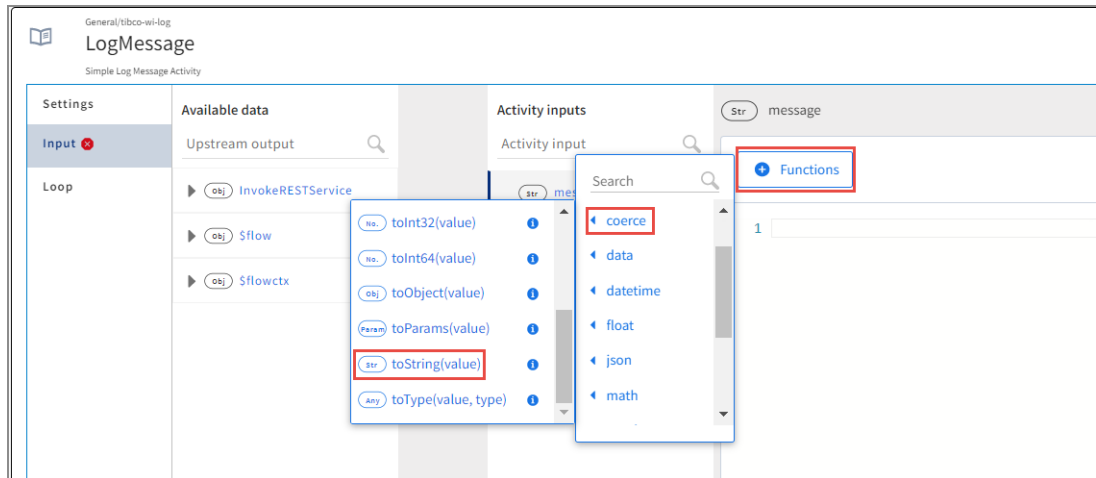 General/tibco-wi-log
LogMessage
Simple Log Message Activity
Settings
Input
Loop
Available data
Upstream output
Obj InvokeRESTService
Obj $flow
Obj $flowctx
Activity inputs
Activity input
Str mes
No. toInt32(value)
No. toInt64(value)
Obj toObject(value)
Param toParams(value)
Str toString(value)
Any toType(value, type)
Search
coerce
data
datetime
float
json
math
Str message
Functions
1